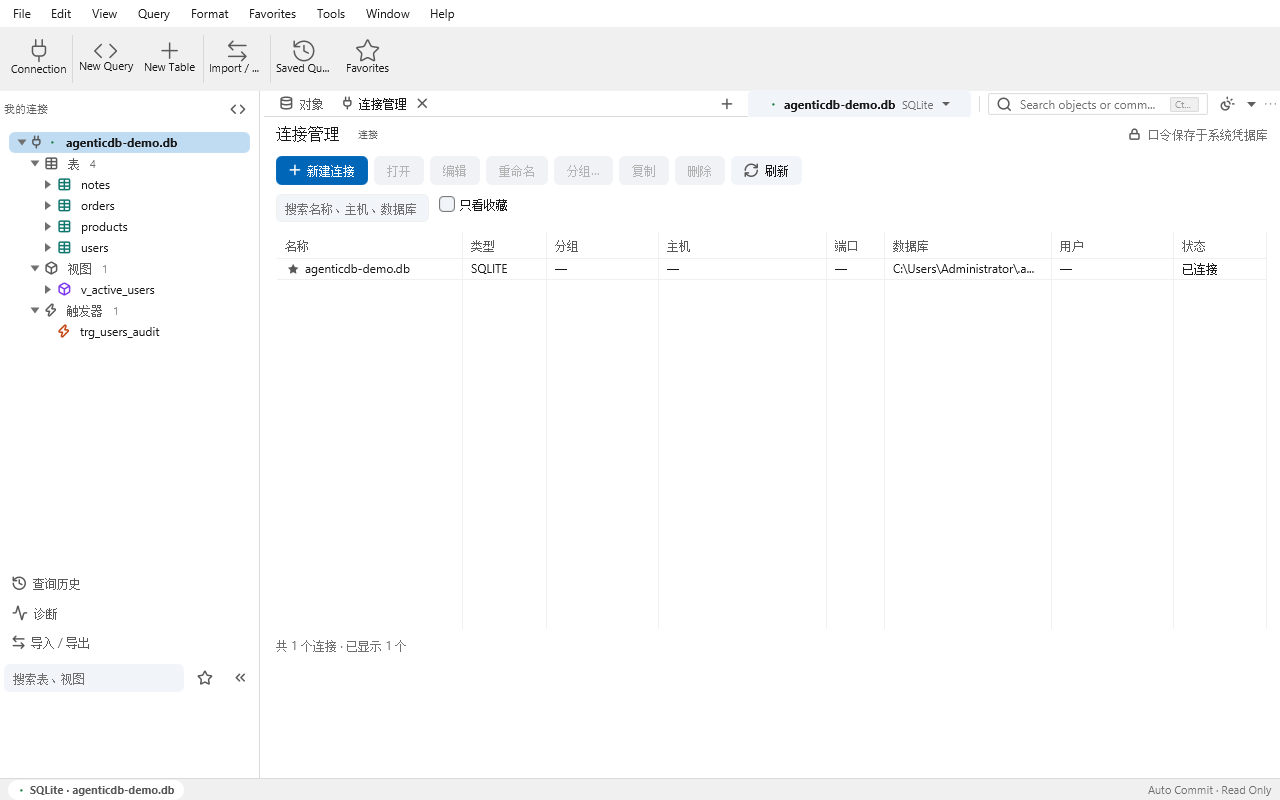 File Edit View Query Format Favorites Tools Window Help
Connection New Query New Table Import / ... Saved Qu... Favorites
我的连接
对象 连接管理 agenticdb-demo.db SQLite Search objects or comm... Ct...
连接管理 连接 口令保存于系统凭据库
新建连接 打开 编辑 重命名 分组... 复制 删除 刷新
搜索名称、主机、数据库 只看收藏
名称 类型 分组 主机 端口 数据库 用户 状态
agenticdb-demo.db SQLITE — — — C:\Users\Administrator\.a... — 已连接
共 1 个连接 · 已显示 1 个
agenticdb-demo.db
表 4
notes
orders
products
users
视图 1
v_active_users
触发器 1
trg_users_audit
查询历史
诊断
导入 / 导出
搜索表、视图
SQLite · agenticdb-demo.db Auto Commit · Read Only